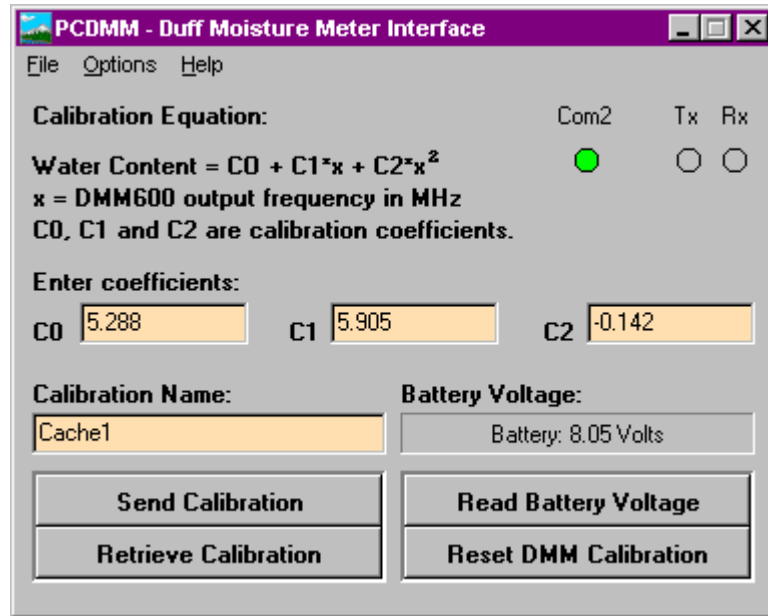 PCDMM - Duff Moisture Meter Interface
File Options Help
Calibration Equation: Com2 Tx Rx
Water Content = C0 + C1*x + C2*x²
x = DMM600 output frequency in MHz
C0, C1 and C2 are calibration coefficients.
Enter coefficients:
C0 5.288 C1 5.905 C2 -0.142
Calibration Name: Battery Voltage:
Cache1 Battery: 8.05 Volts
Send Calibration Read Battery Voltage
Retrieve Calibration Reset DMM Calibration